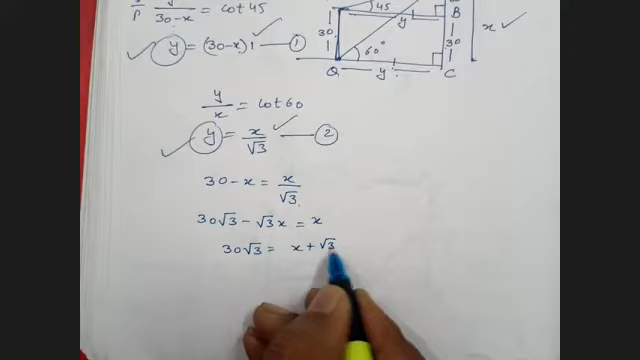 y/(30-x) = cot 45
y = (30-x) 1 — ①
y/x = cot 60
y = x/√3 — ②
30 - x = x/√3
30√3 - √3x = x
30√3 = x + √3
45
y
B
30
30
x
60°
Q
y
C